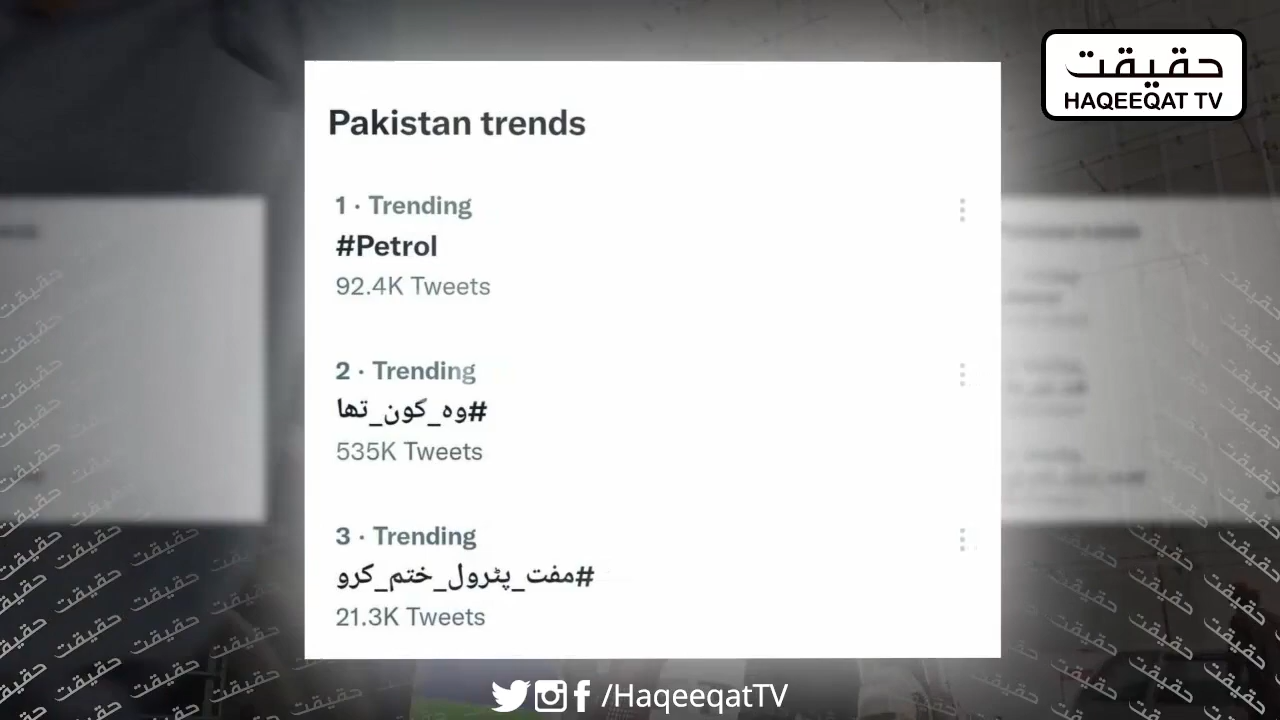 حقیقت
HAQEEQAT TV
Pakistan trends
1 · Trending
#Petrol
92.4K Tweets
2 · Trending
#وہ_کون_تھا
535K Tweets
3 · Trending
#مفت_پٹرول_ختم_کرو
21.3K Tweets
/HaqeeqatTV